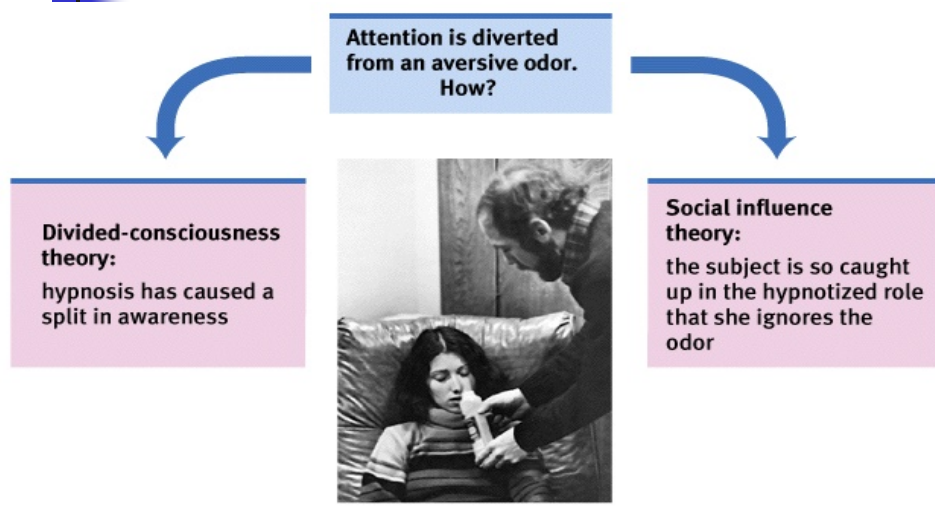 Attention is diverted
from an aversive odor.
How?
Divided-consciousness
theory:
hypnosis has caused a
split in awareness
Social influence
theory:
the subject is so caught
up in the hypnotized role
that she ignores the
odor